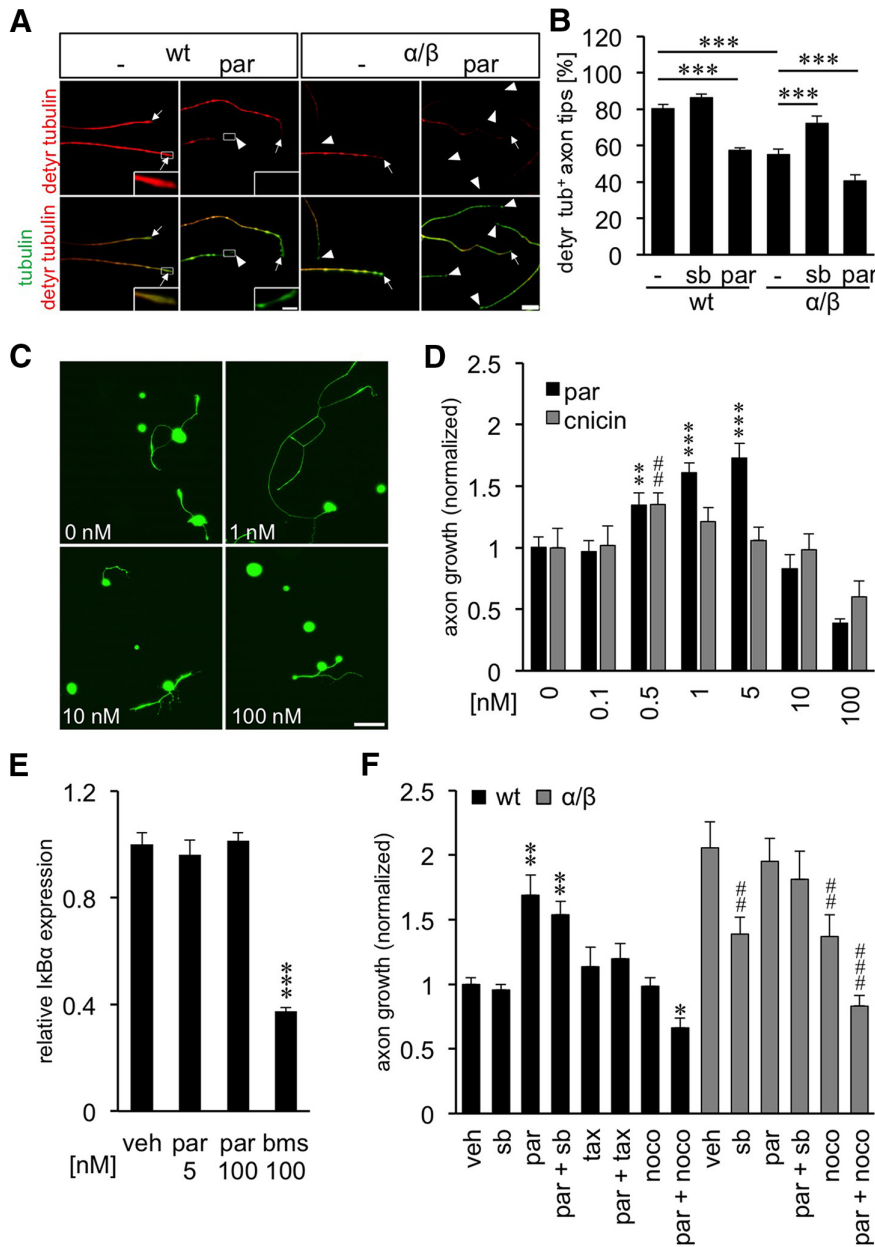 A
wt
α/β
- par - par
detyr tubulin
tubulin
detyr tubulin
B
detyr tub⁺ axon tips [%]
120
100
80
60
40
20
0
*** ***
*** ***
- sb par - sb par
wt α/β
C
0 nM
1 nM
10 nM
100 nM
D
axon growth (normalized)
2.5
2
1.5
1
0.5
0
par
cnicin
** ## *** ***
[nM] 0 0.1 0.5 1 5 10 100
E
relative IκBα expression
1.2
0.8
0.4
0
***
veh par par bms
[nM] 5 100 100
F
axon growth (normalized)
2.5
2
1.5
1
0.5
0
wt α/β
** ** * ## ## ###
veh sb par par + sb tax par + tax noco par + noco veh sb par par + sb noco par + noco